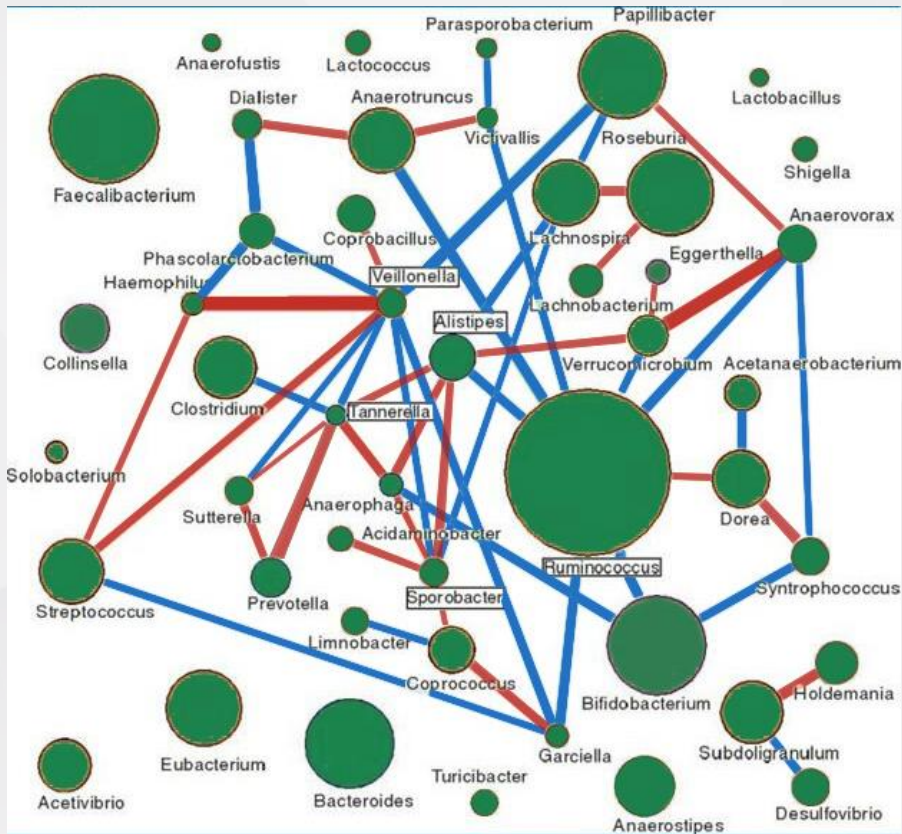 Papillibacter
Parasporobacterium
Anaerofustis
Lactococcus
Lactobacillus
Dialister
Anaerotruncus
Victivallis
Roseburia
Shigella
Faecalibacterium
Anaerovorax
Coprobacillus
Lachnospira
Eggerthella
Phascolarctobacterium
Haemophilus
Veillonella
Lachnobacterium
Alistipes
Collinsella
Verrucomicrobium
Acetanaerobacterium
Clostridium
Tannerella
Solobacterium
Sutterella
Anaerophaga
Dorea
Acidaminobacter
Ruminococcus
Syntrophococcus
Prevotella
Sporobacter
Streptococcus
Limnobacter
Coprococcus
Bifidobacterium
Holdemania
Subdoligranulum
Garciella
Eubacterium
Turicibacter
Acetivibrio
Bacteroides
Desulfovibrio
Anaerostipes